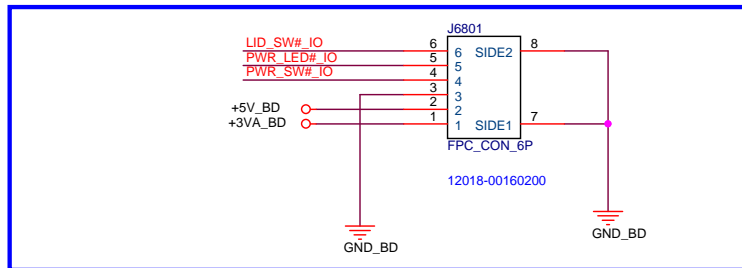 J6801
LID_SW#_IO 6 6 SIDE2 8
PWR_LED#_IO 5 5
PWR_SW#_IO 4 4
3 3
+5V_BD 2 2
+3VA_BD 1 1 SIDE1 7
FPC_CON_6P
12018-00160200
GND_BD
GND_BD